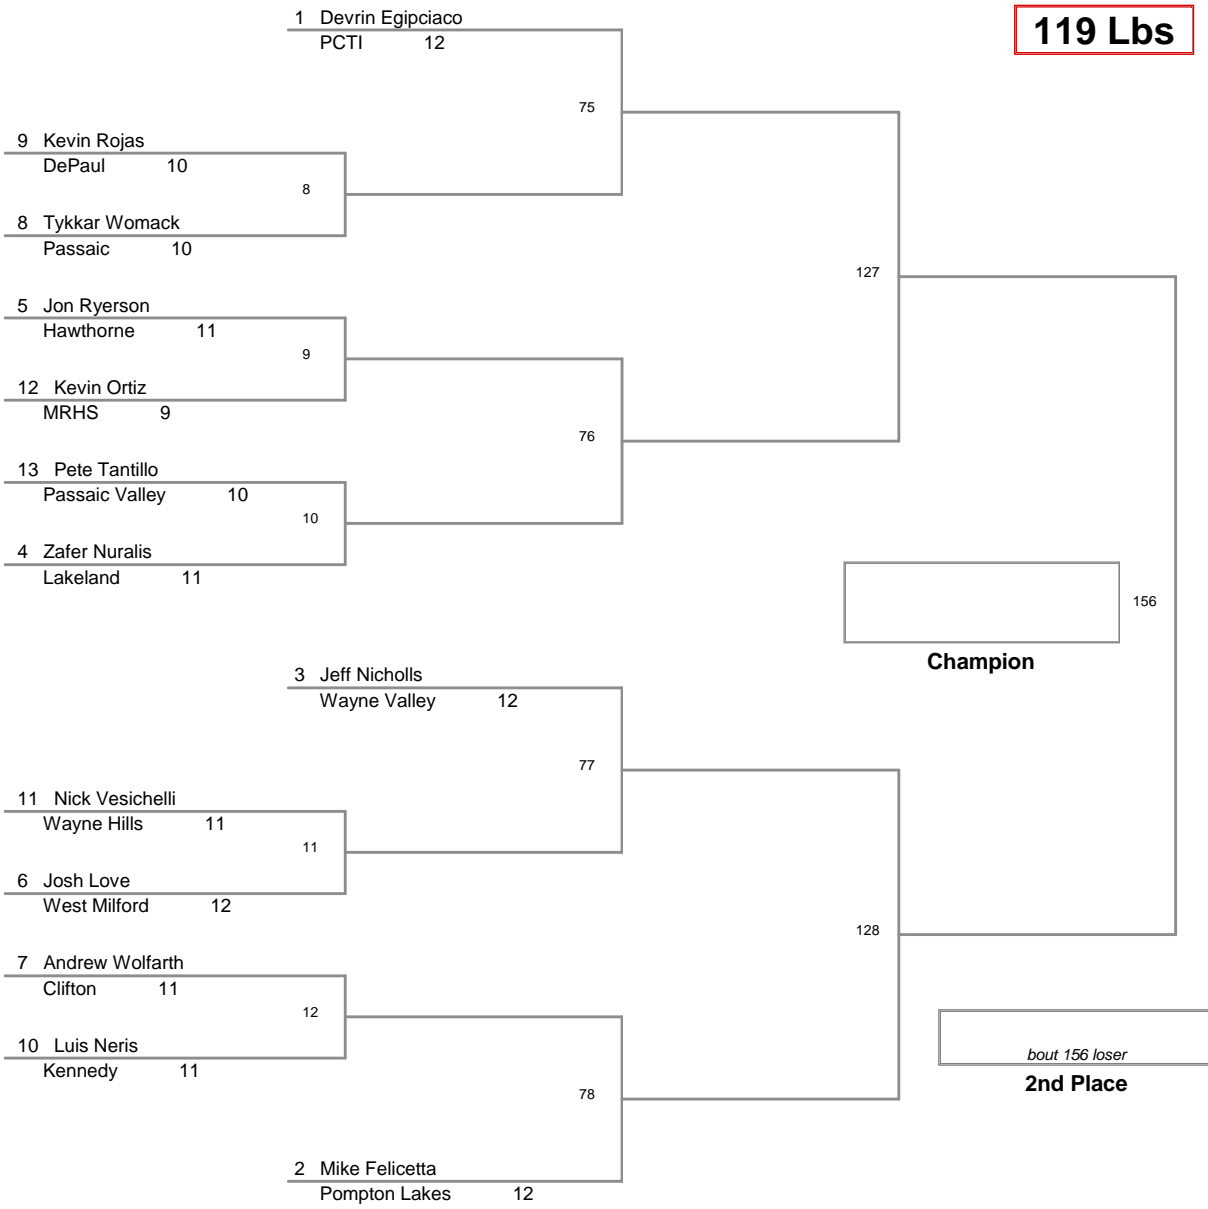 1 Devrin Egipciaco
PCTI 12
119 Lbs
75
9 Kevin Rojas
DePaul 10
8
8 Tykkar Womack
Passaic 10
127
5 Jon Ryerson
Hawthorne 11
9
12 Kevin Ortiz
MRHS 9
76
13 Pete Tantillo
Passaic Valley 10
10
4 Zafer Nuralis
Lakeland 11
156
Champion
3 Jeff Nicholls
Wayne Valley 12
77
11 Nick Vesichelli
Wayne Hills 11
11
6 Josh Love
West Milford 12
128
7 Andrew Wolfarth
Clifton 11
12
10 Luis Neris
Kennedy 11
bout 156 loser
2nd Place
78
2 Mike Felicetta
Pompton Lakes 12